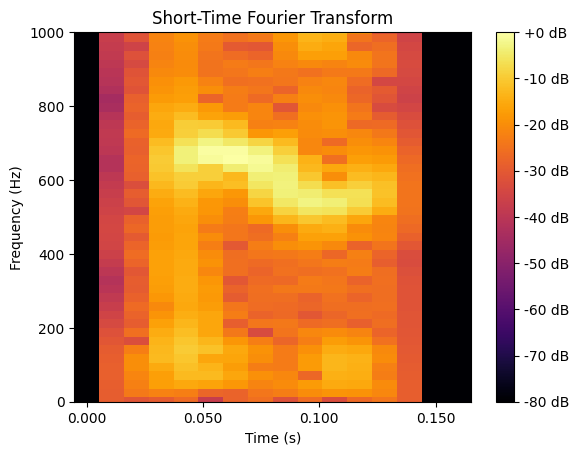 Short-Time Fourier Transform
1000
800
600
400
200
0
Frequency (Hz)
0.000
0.050
0.100
0.150
Time (s)
+0 dB
-10 dB
-20 dB
-30 dB
-40 dB
-50 dB
-60 dB
-70 dB
-80 dB